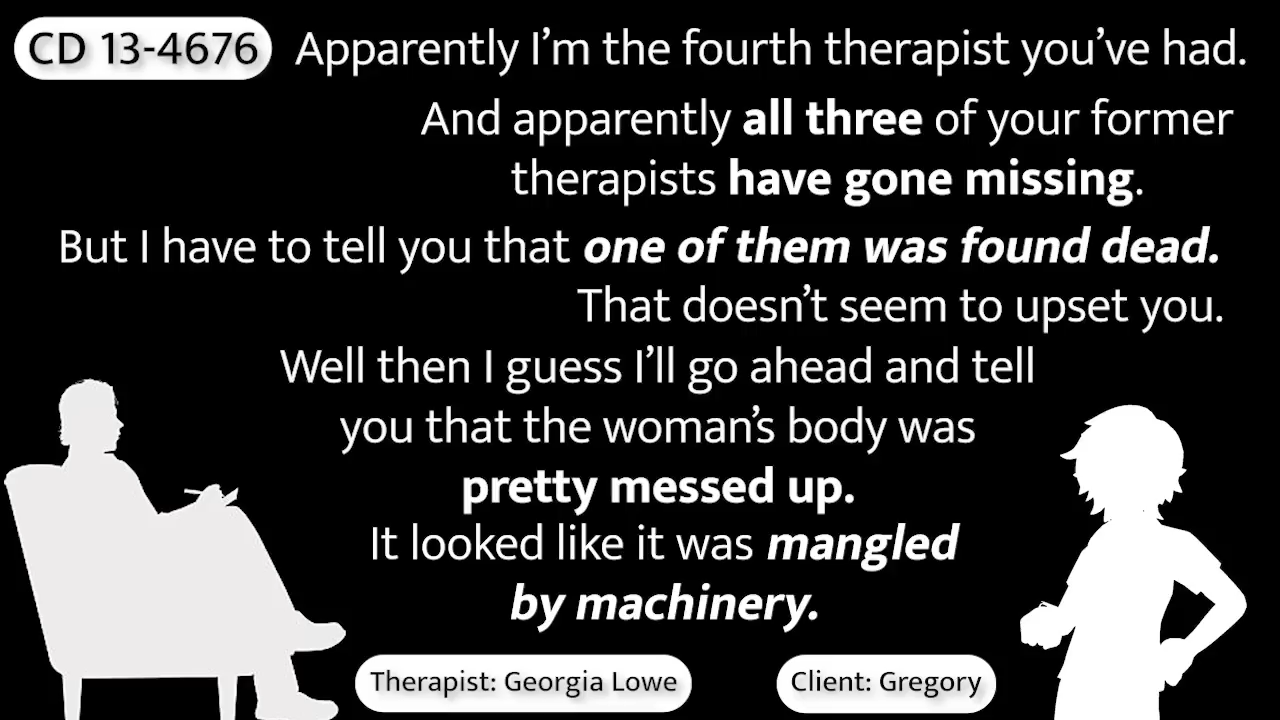 CD 13-4676
Apparently I'm the fourth therapist you've had.
And apparently all three of your former
therapists have gone missing.
But I have to tell you that one of them was found dead.
That doesn't seem to upset you.
Well then I guess I'll go ahead and tell
you that the woman's body was
pretty messed up.
It looked like it was mangled
by machinery.
Therapist: Georgia Lowe
Client: Gregory